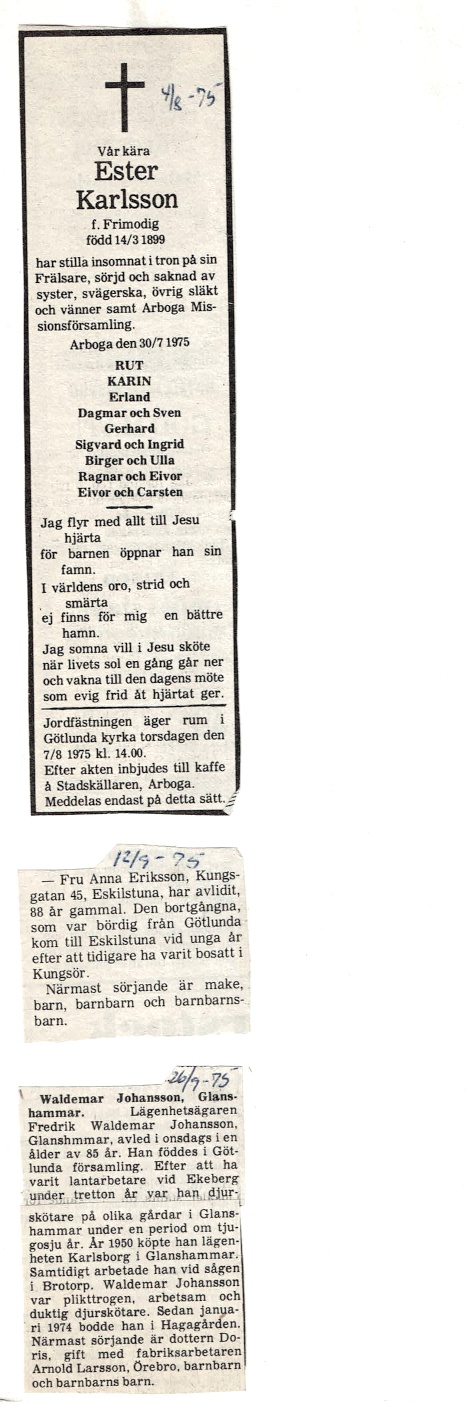 4/8 - 75
Vår kära
Ester
Karlsson
f. Frimodig
född 14/3 1899
har stilla insomnat i tron på sin
Frälsare, sörjd och saknad av
syster, svägerska, övrig släkt
och vänner samt Arboga Mis-
sionsförsamling.
Arboga den 30/7 1975
RUT
KARIN
Erland
Dagmar och Sven
Gerhard
Sigvard och Ingrid
Birger och Ulla
Ragnar och Eivor
Eivor och Carsten
Jag flyr med allt till Jesu
hjärta
för barnen öppnar han sin
famn.
I världens oro, strid och
smärta
ej finns för mig en bättre
hamn.
Jag somna vill i Jesu sköte
när livets sol en gång går ner
och vakna till den dagens möte
som evig frid åt hjärtat ger.
Jordfästningen äger rum i
Götlunda kyrka torsdagen den
7/8 1975 kl. 14.00.
Efter akten inbjudes till kaffe
å Stadskällaren, Arboga.
Meddelas endast på detta sätt.
12/9 - 75
— Fru Anna Eriksson, Kungs-
gatan 45, Eskilstuna, har avlidit,
88 år gammal. Den bortgångna,
som var bördig från Götlunda
kom till Eskilstuna vid unga år
efter att tidigare ha varit bosatt i
Kungsör.
Närmast sörjande är make,
barn, barnbarn och barnbarns-
barn.
26/9 - 75
Waldemar Johansson, Glans-
hammar. Lägenhetsägaren
Fredrik Waldemar Johansson,
Glanshmmar, avled i onsdags i en
ålder av 85 år. Han föddes i Göt-
lunda församling. Efter att ha
varit lantarbetare vid Ekeberg
under tretton år var han djur-
skötare på olika gårdar i Glans-
hammar under en period om tju-
gosju år. År 1950 köpte han lägen-
heten Karlsborg i Glanshammar.
Samtidigt arbetade han vid sågen
i Brotorp. Waldemar Johansson
var plikttrogen, arbetsam och
duktig djurskötare. Sedan janua-
ri 1974 bodde han i Hagagården.
Närmast sörjande är dottern Do-
ris, gift med fabriksarbetaren
Arnold Larsson, Örebro, barnbarn
och barnbarns barn.